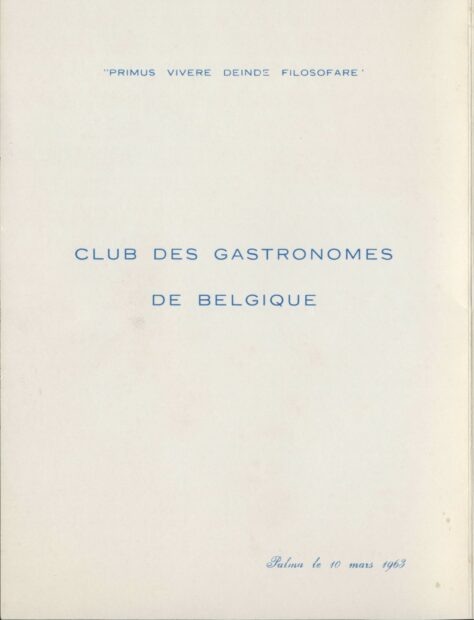 "PRIMUS VIVERE DEINDE FILOSOFARE'
CLUB DES GASTRONOMES
DE BELGIQUE
Palma le 10 mars 1963